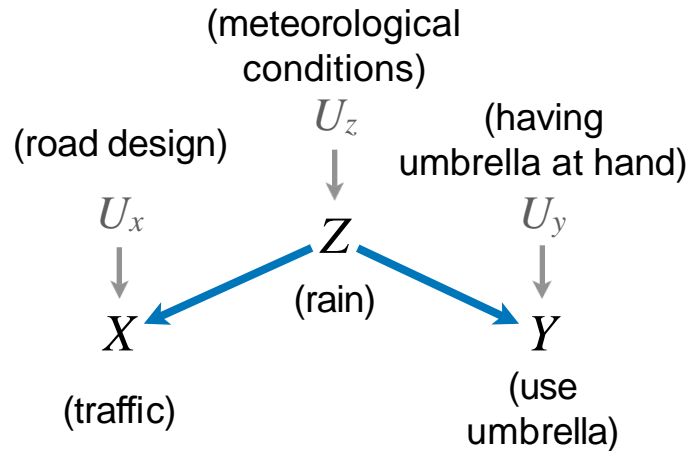 (meteorological
conditions)
U_z
(having
umbrella at hand)
(road design)
U_x
U_y
Z
(rain)
X
Y
(traffic)
(use
umbrella)